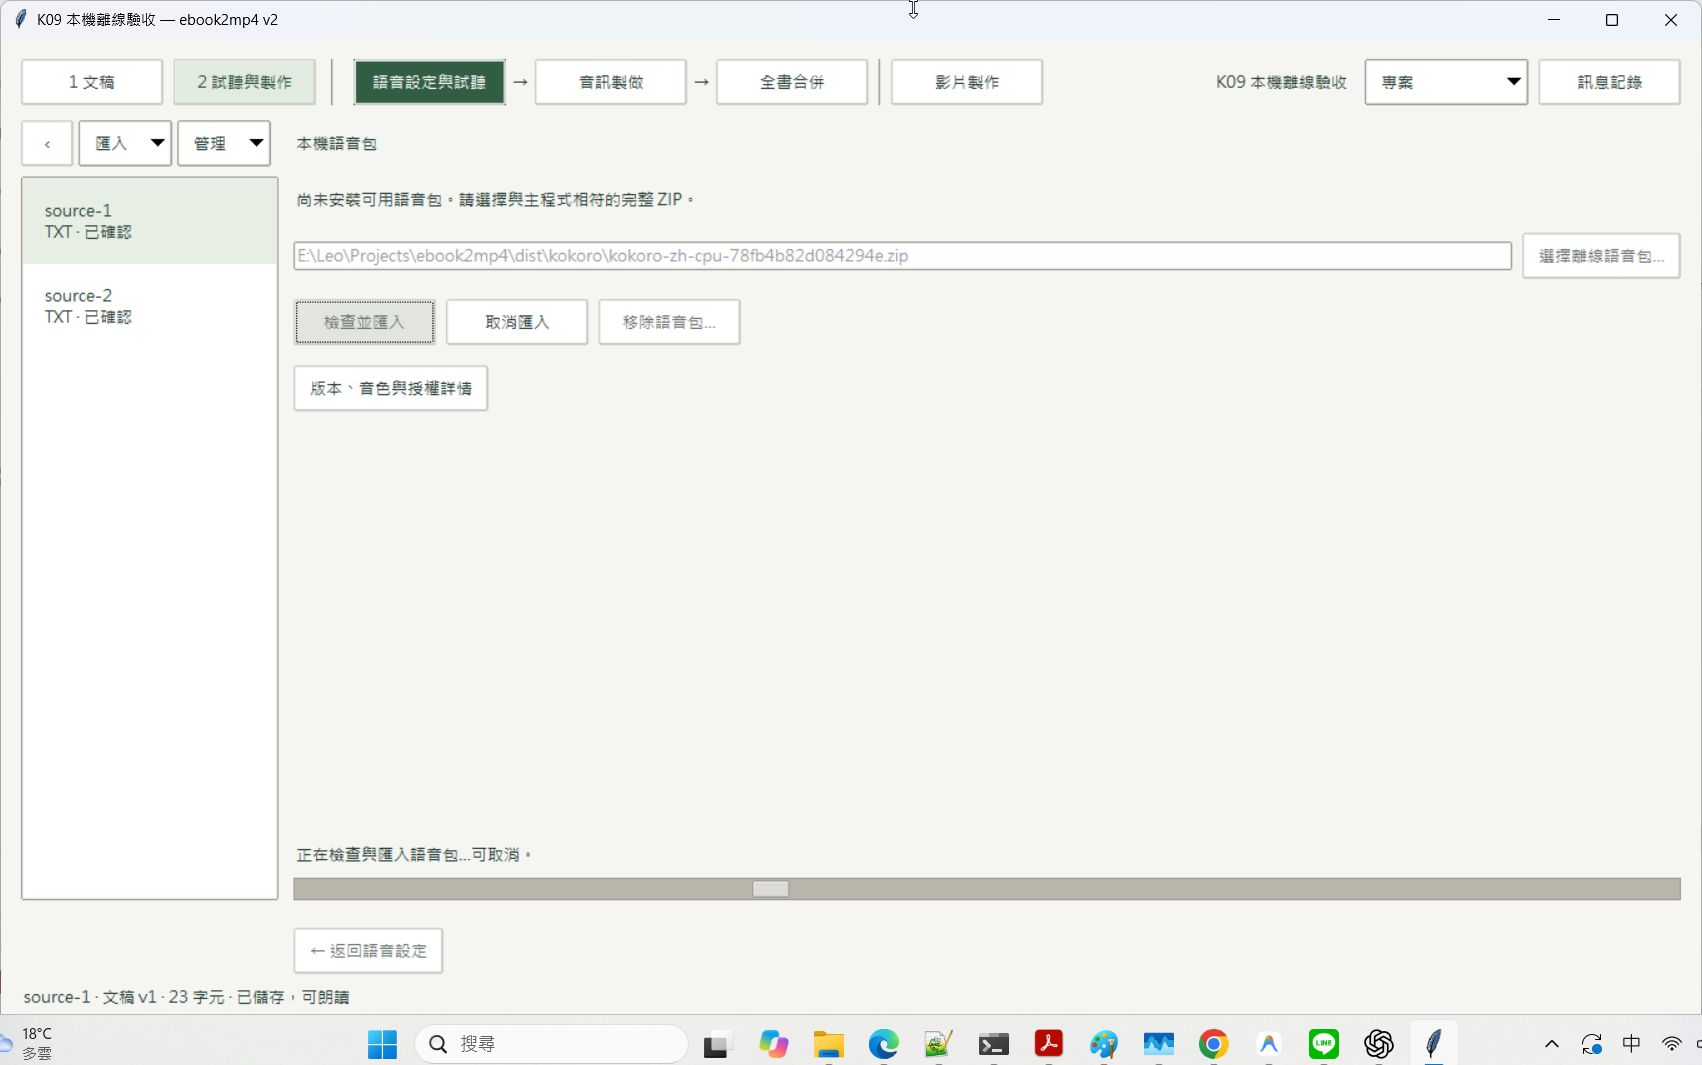 K09 本機離線驗收 — ebook2mp4 v2
1 文稿
2 試聽與製作
語音設定與試聽
→
音訊製做
→
全書合併
影片製作
K09 本機離線驗收
專案
訊息記錄
‹
匯入
管理
本機語音包
source-1
TXT · 已確認
source-2
TXT · 已確認
尚未安裝可用語音包。請選擇與主程式相符的完整 ZIP。
E:\Leo\Projects\ebook2mp4\dist\kokoro\kokoro-zh-cpu-78fb4b82d084294e.zip
選擇離線語音包...
檢查並匯入
取消匯入
移除語音包...
版本、音色與授權詳情
正在檢查與匯入語音包...可取消。
← 返回語音設定
source-1 · 文稿 v1 · 23 字元 · 已儲存，可朗讀
18°C
多雲
搜尋
LINE
中